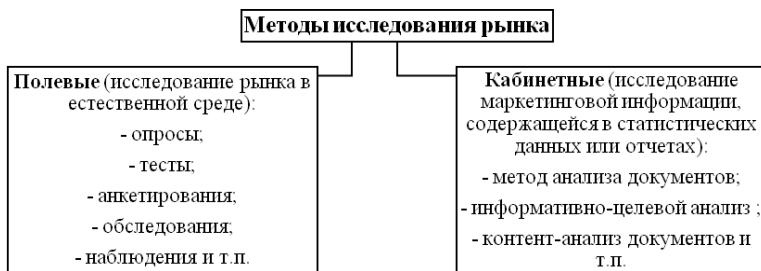 Методы исследования рынка
Полевые (исследование рынка в
естественной среде):
- опросы;
- тесты;
- анкетирования;
- обследования;
- наблюдения и т.п.
Кабинетные (исследование
маркетинговой информации,
содержащейся в статистических
данных или отчетах):
- метод анализа документов;
- информативно-целевой анализ ;
- контент-анализ документов и
т.п.